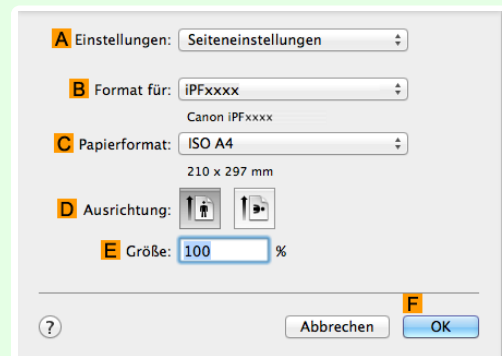 A Einstellungen: Seiteneinstellungen
B Format für: iPFxxxx
Canon iPFxxxx
C Papierformat: ISO A4
210 x 297 mm
D Ausrichtung:
E Größe: 100 %
F
? Abbrechen OK